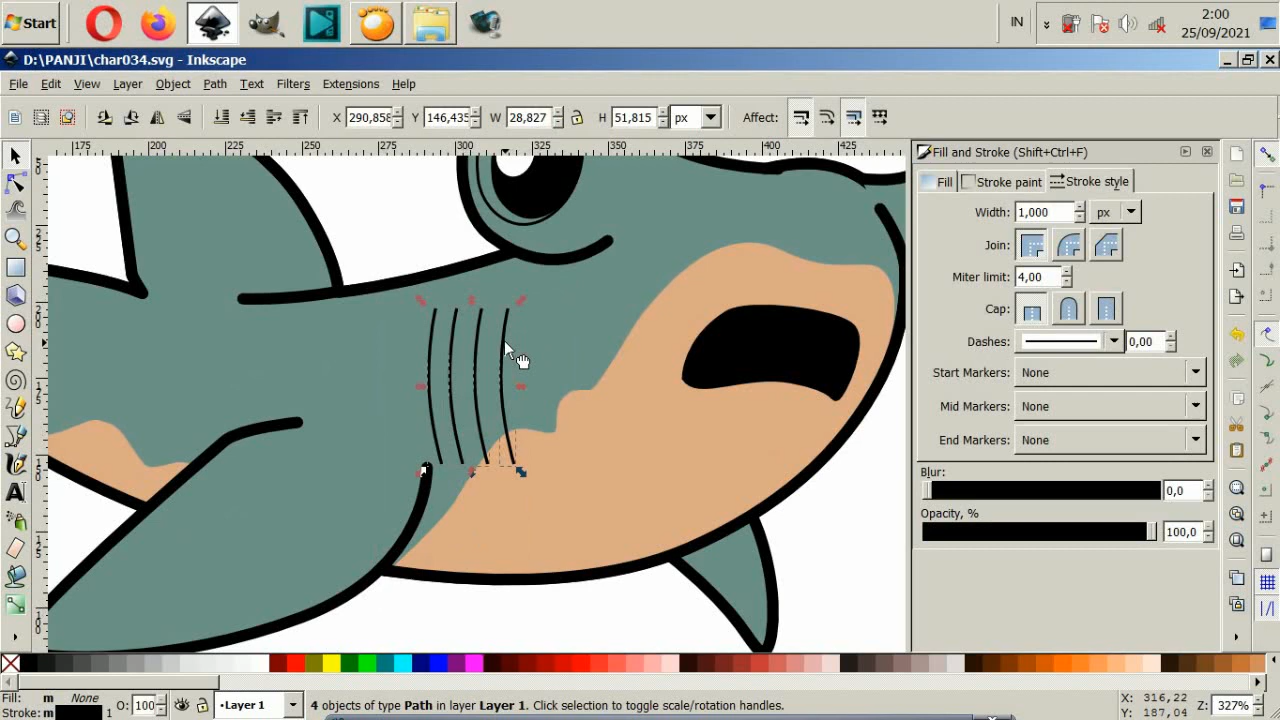 Start
IN
2:00
25/09/2021
D:\PANJI\char034.svg - Inkscape
File Edit View Layer Object Path Text Filters Extensions Help
X 290,858 Y 146,435 W 28,827 H 51,815 px Affect:
175 200 225 250 275 300 325 350 375 400 425
Fill and Stroke (Shift+Ctrl+F)
Fill Stroke paint Stroke style
Width: 1,000 px
Join:
Miter limit: 4,00
Cap:
Dashes: 0,00
Start Markers: None
Mid Markers: None
End Markers: None
Blur:
0,0
Opacity, %
100,0
Fill: m None O: 100 Layer 1 4 objects of type Path in layer Layer 1. Click selection to toggle scale/rotation handles. X: 316,22 Z: 327%
Stroke: m 1 Y: 187,04